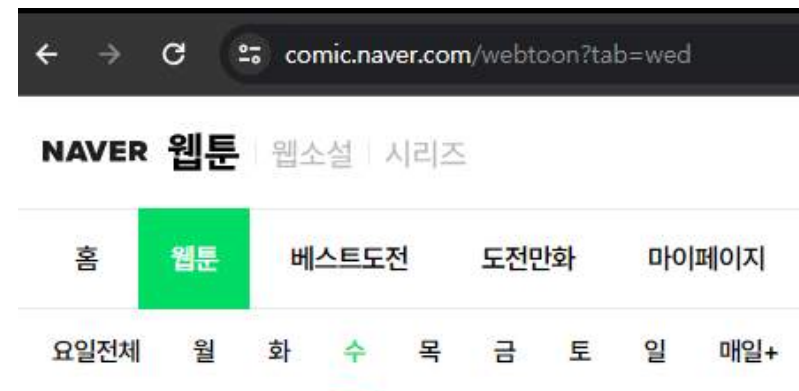 comic.naver.com/webtoon?tab=wed
NAVER 웹툰 웹소설 시리즈
홈 웹툰 베스트도전 도전만화 마이페이지
요일전체 월 화 수 목 금 토 일 매일+